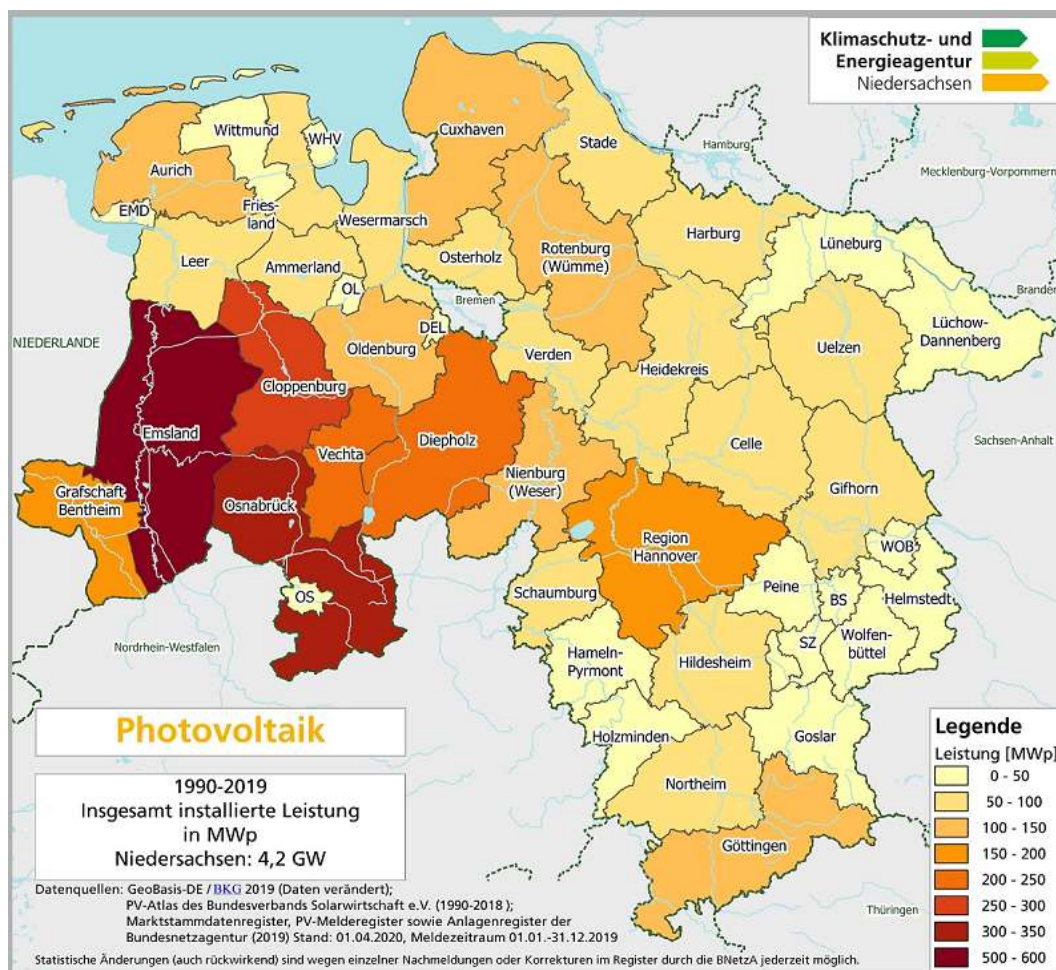 Klimaschutz- und
Energieagentur
Niedersachsen
Wittmund
WHV
Cuxhaven
Stade
Hamburg
Mecklenburg-Vorpommern
Aurich
EMD
Fries-
land
Wesermarsch
Harburg
Lüneburg
Leer
Ammerland
Osterholz
Rotenburg
(Wümme)
OL
Bremen
Brander
DEL
NIEDERLANDE
Oldenburg
Verden
Heidekreis
Uelzen
Lüchow-
Dannenberg
Cloppenburg
Emsland
Vechta
Diepholz
Celle
Sachsen-Anhalt
Nienburg
(Weser)
Gifhorn
Grafschaft
Bentheim
Osnabrück
Region
Hannover
WOB
OS
Schaumburg
Peine
BS
Helmstedt
Nordrhein-Westfalen
Hameln-
Pyrmont
Hildesheim
SZ
Wolfen-
büttel
Holzminden
Goslar
Northeim
Göttingen
Thüringen
Photovoltaik
1990-2019
Insgesamt installierte Leistung
in MWp
Niedersachsen: 4,2 GW
Datenquellen: GeoBasis-DE / BKG 2019 (Daten verändert);
PV-Atlas des Bundesverbands Solarwirtschaft e.V. (1990-2018 );
Marktstammdatenregister, PV-Melderegister sowie Anlagenregister der
Bundesnetzagentur (2019) Stand: 01.04.2020, Meldezeitraum 01.01.-31.12.2019
Statistische Änderungen (auch rückwirkend) sind wegen einzelner Nachmeldungen oder Korrekturen im Register durch die BNetzA jederzeit möglich.
Legende
Leistung [MWp]
0 - 50
50 - 100
100 - 150
150 - 200
200 - 250
250 - 300
300 - 350
500 - 600